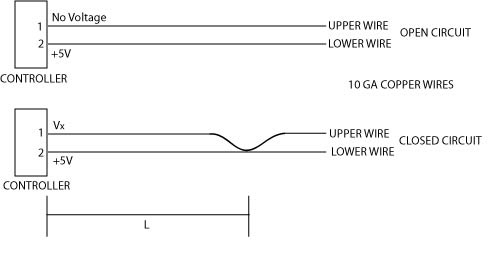 No Voltage
1
UPPER WIRE
OPEN CIRCUIT
2
LOWER WIRE
+5V
CONTROLLER
10 GA COPPER WIRES
Vx
1
UPPER WIRE
CLOSED CIRCUIT
2
LOWER WIRE
+5V
CONTROLLER
L